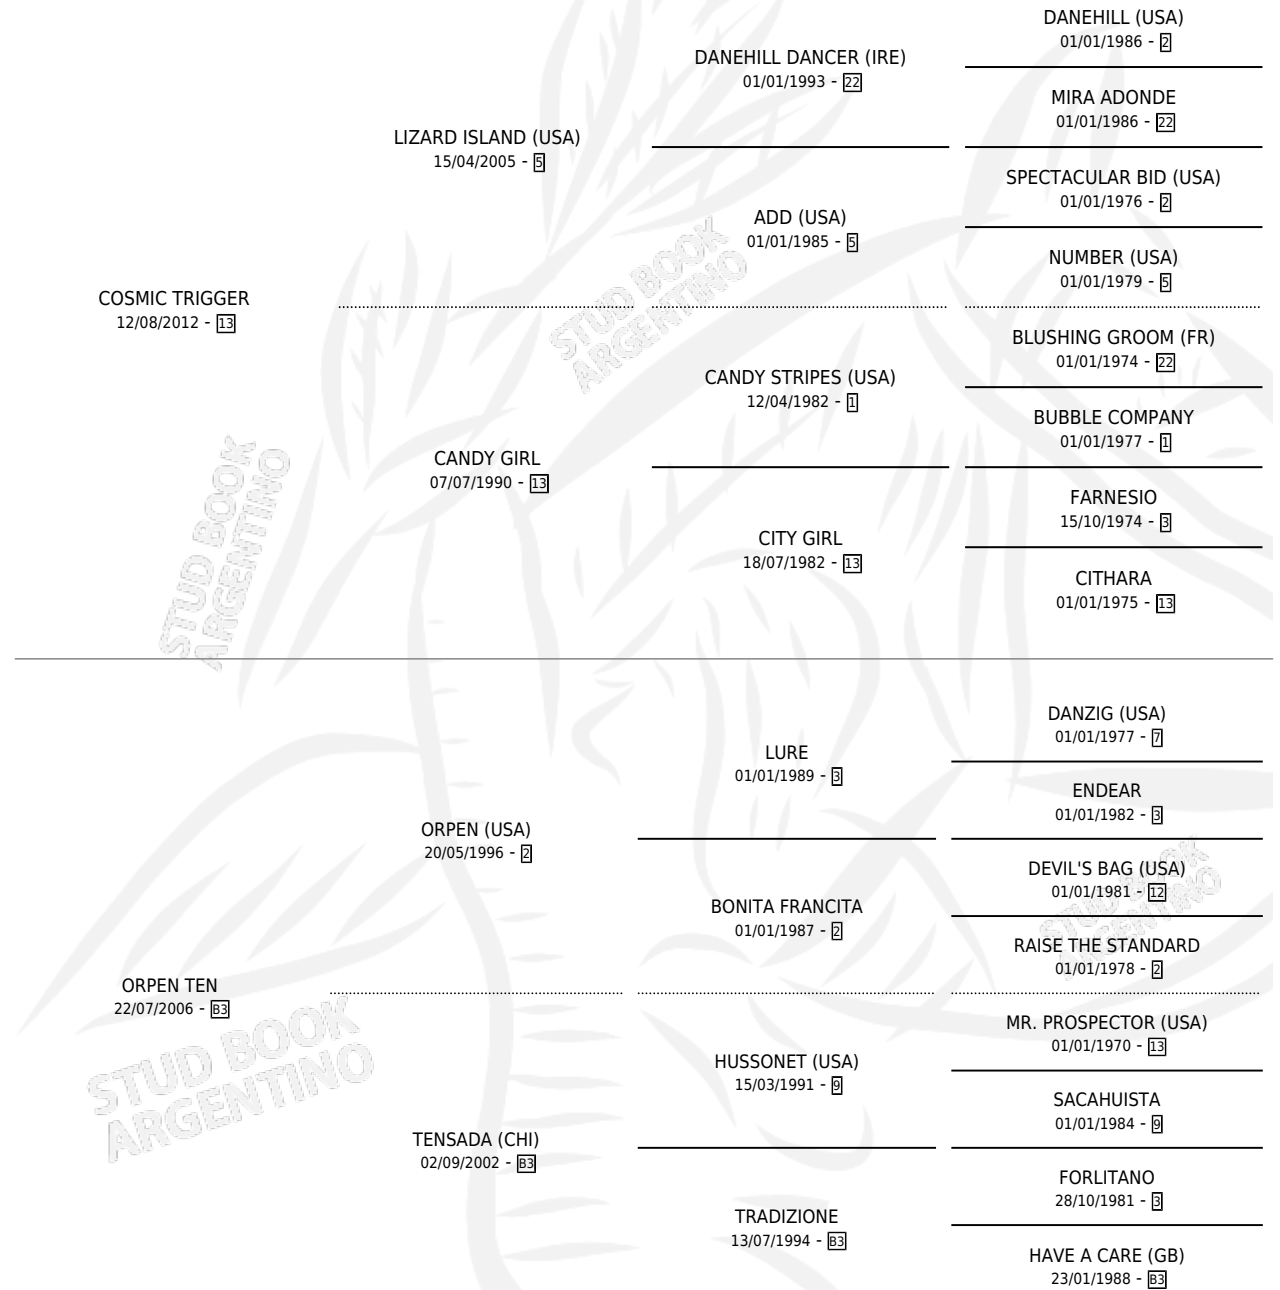 DANEHILL (USA)
01/01/1986 - 2
DANEHILL DANCER (IRE)
01/01/1993 - 22
MIRA ADONDE
01/01/1986 - 22
LIZARD ISLAND (USA)
15/04/2005 - 5
SPECTACULAR BID (USA)
01/01/1976 - 2
ADD (USA)
01/01/1985 - 5
NUMBER (USA)
01/01/1979 - 5
COSMIC TRIGGER
12/08/2012 - 13
BLUSHING GROOM (FR)
01/01/1974 - 22
CANDY STRIPES (USA)
12/04/1982 - 1
BUBBLE COMPANY
01/01/1977 - 1
CANDY GIRL
07/07/1990 - 13
FARNESIO
15/10/1974 - 3
CITY GIRL
18/07/1982 - 13
CITHARA
01/01/1975 - 13
STUD BOOK
ARGENTINO
STUD BOOK
ARGENTINO
DANZIG (USA)
01/01/1977 - 7
LURE
01/01/1989 - 3
ENDEAR
01/01/1982 - 3
ORPEN (USA)
20/05/1996 - 2
DEVIL'S BAG (USA)
01/01/1981 - 12
BONITA FRANCITA
01/01/1987 - 2
RAISE THE STANDARD
01/01/1978 - 2
STUD BOOK
ARGENTINO
ORPEN TEN
22/07/2006 - B3
MR. PROSPECTOR (USA)
01/01/1970 - 13
HUSSONET (USA)
15/03/1991 - 9
SACAHUISTA
01/01/1984 - 9
STUD BOOK
ARGENTINO
TENSADA (CHI)
02/09/2002 - B3
FORLITANO
28/10/1981 - 3
TRADIZIONE
13/07/1994 - B3
HAVE A CARE (GB)
23/01/1988 - B3